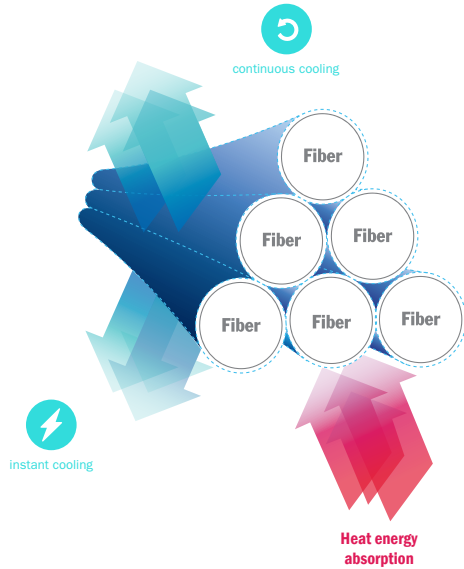 continuous cooling
Fiber
Fiber
Fiber
Fiber
Fiber
Fiber
instant cooling
Heat energy
absorption